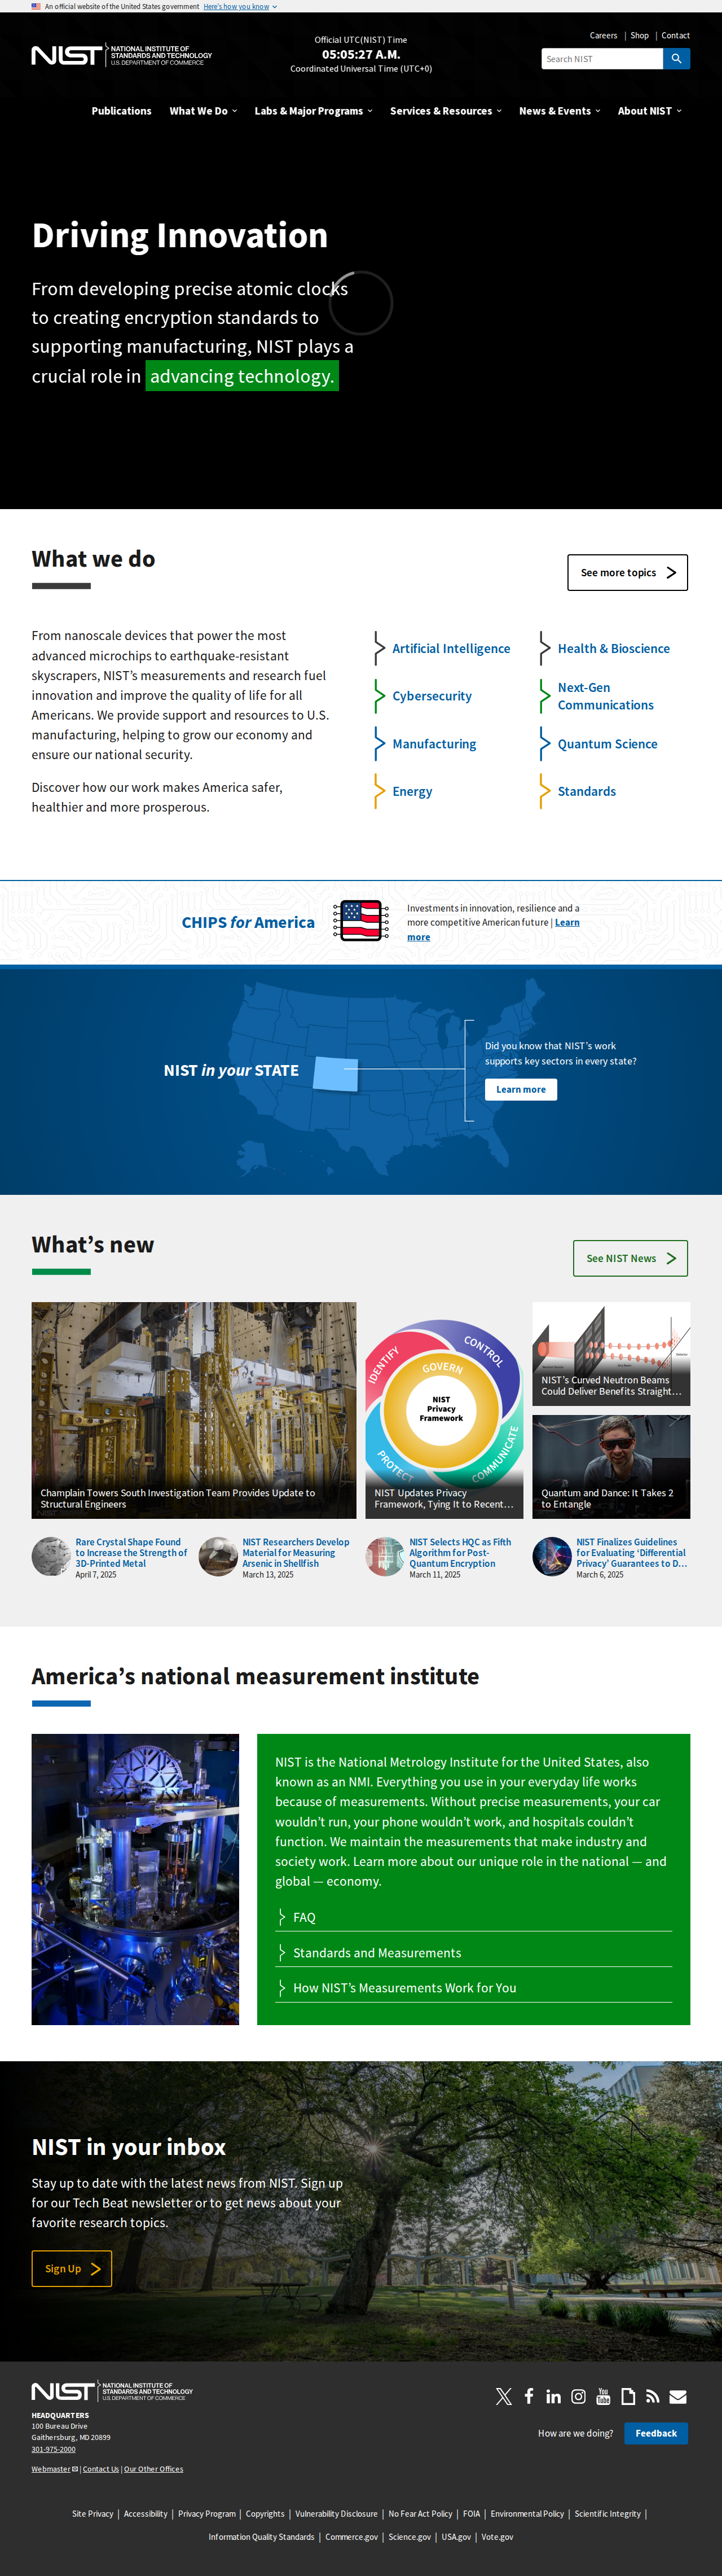 An official website of the United States government Here's how you know
NIST NATIONAL INSTITUTE OF
STANDARDS AND TECHNOLOGY
U.S. DEPARTMENT OF COMMERCE
Official UTC(NIST) Time
05:05:27 A.M.
Coordinated Universal Time (UTC+0)
Careers | Shop | Contact
Search NIST
Publications What We Do Labs & Major Programs Services & Resources News & Events About NIST
Driving Innovation
From developing precise atomic clocks
to creating encryption standards to
supporting manufacturing, NIST plays a
crucial role in advancing technology.
What we do
See more topics
From nanoscale devices that power the most
advanced microchips to earthquake-resistant
skyscrapers, NIST’s measurements and research fuel
innovation and improve the quality of life for all
Americans. We provide support and resources to U.S.
manufacturing, helping to grow our economy and
ensure our national security.
Discover how our work makes America safer,
healthier and more prosperous.
Artificial Intelligence
Health & Bioscience
Cybersecurity
Next-Gen
Communications
Manufacturing
Quantum Science
Energy
Standards
CHIPS for America
Investments in innovation, resilience and a
more competitive American future | Learn
more
NIST in your STATE
Did you know that NIST’s work
supports key sectors in every state?
Learn more
What’s new
See NIST News
Champlain Towers South Investigation Team Provides Update to
Structural Engineers
IDENTIFY
CONTROL
GOVERN
NIST
Privacy
Framework
PROTECT
COMMUNICATE
NIST Updates Privacy
Framework, Tying It to Recent…
NIST’s Curved Neutron Beams
Could Deliver Benefits Straight…
Quantum and Dance: It Takes 2
to Entangle
Rare Crystal Shape Found
to Increase the Strength of
3D-Printed Metal
April 7, 2025
NIST Researchers Develop
Material for Measuring
Arsenic in Shellfish
March 13, 2025
NIST Selects HQC as Fifth
Algorithm for Post-
Quantum Encryption
March 11, 2025
NIST Finalizes Guidelines
for Evaluating ‘Differential
Privacy’ Guarantees to D…
March 6, 2025
America’s national measurement institute
NIST is the National Metrology Institute for the United States, also
known as an NMI. Everything you use in your everyday life works
because of measurements. Without precise measurements, your car
wouldn’t run, your phone wouldn’t work, and hospitals couldn’t
function. We maintain the measurements that make industry and
society work. Learn more about our unique role in the national — and
global — economy.
FAQ
Standards and Measurements
How NIST’s Measurements Work for You
NIST in your inbox
Stay up to date with the latest news from NIST. Sign up
for our Tech Beat newsletter or to get news about your
favorite research topics.
Sign Up
NIST NATIONAL INSTITUTE OF
STANDARDS AND TECHNOLOGY
U.S. DEPARTMENT OF COMMERCE
HEADQUARTERS
100 Bureau Drive
Gaithersburg, MD 20899
301-975-2000
Webmaster | Contact Us | Our Other Offices
You
Tube
How are we doing? Feedback
Site Privacy | Accessibility | Privacy Program | Copyrights | Vulnerability Disclosure | No Fear Act Policy | FOIA | Environmental Policy | Scientific Integrity |
Information Quality Standards | Commerce.gov | Science.gov | USA.gov | Vote.gov